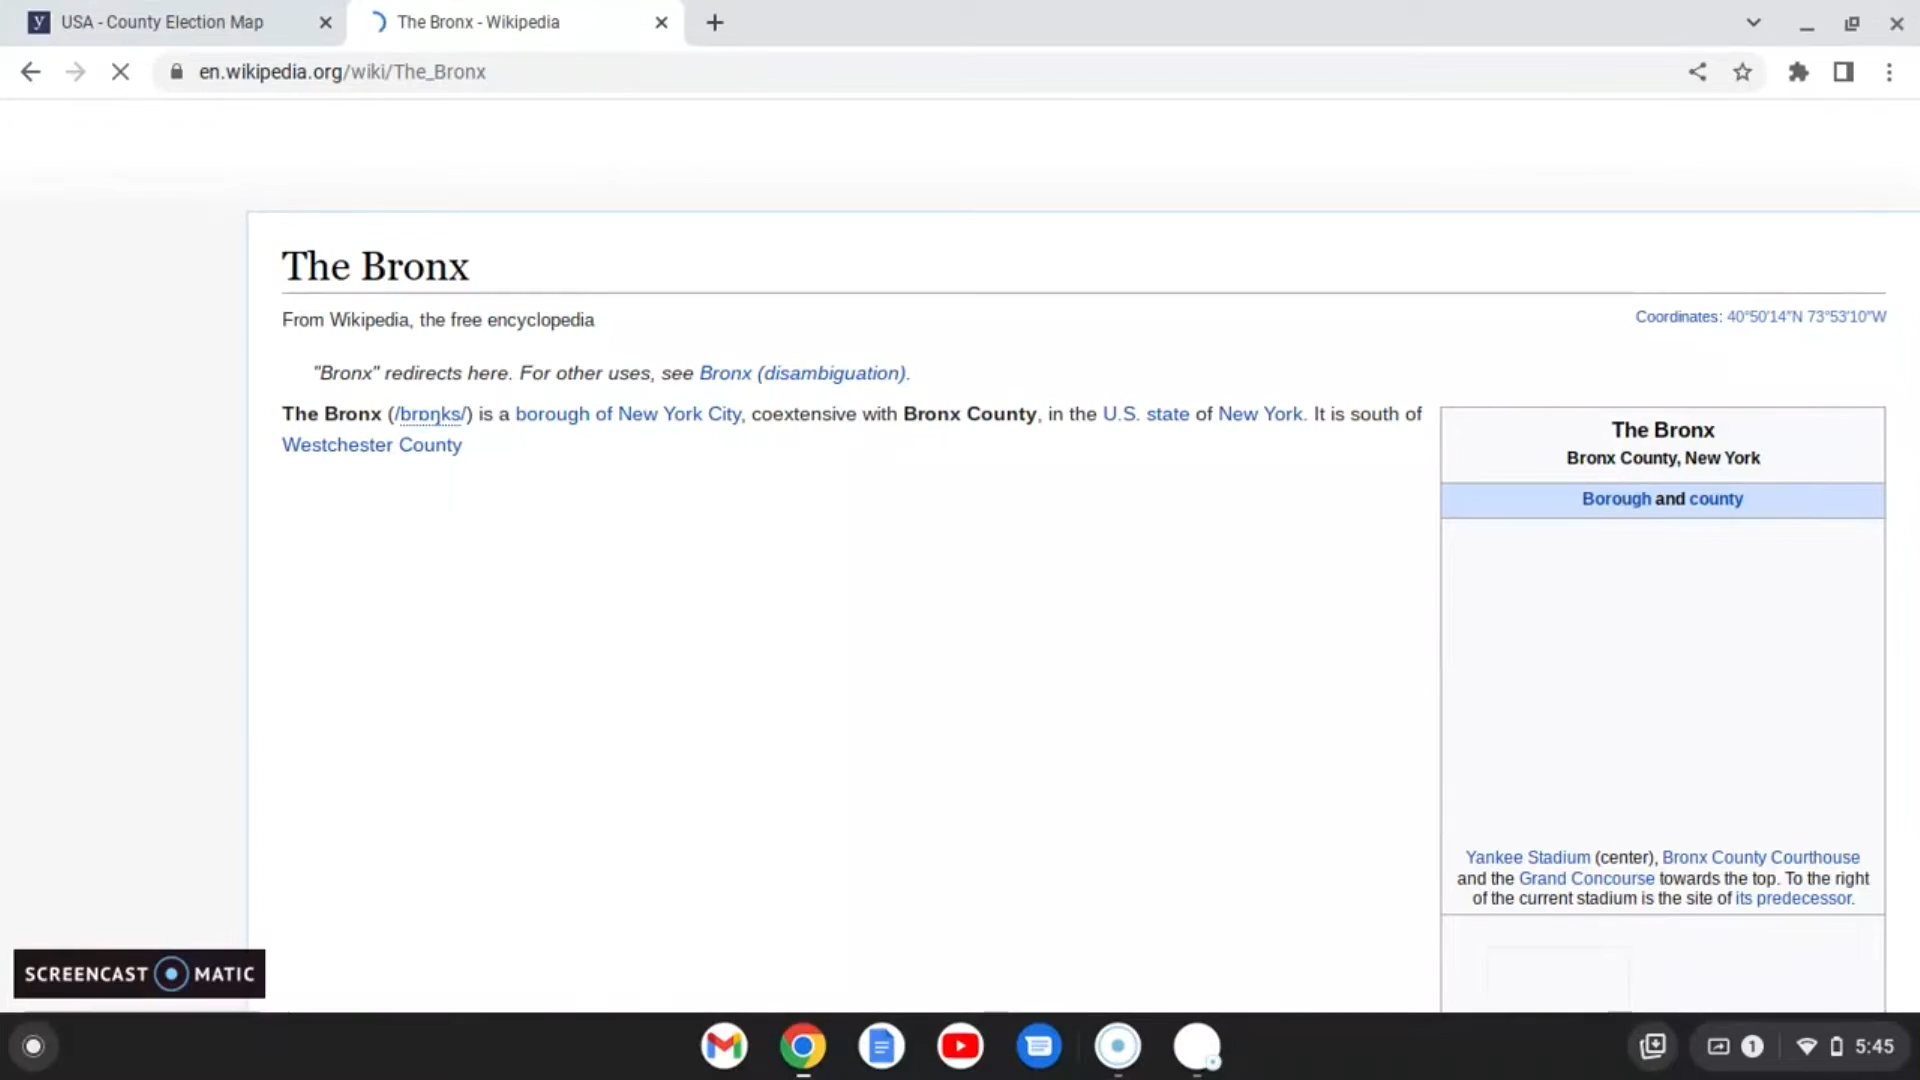 USA - County Election Map
The Bronx - Wikipedia
en.wikipedia.org/wiki/The_Bronx
The Bronx
From Wikipedia, the free encyclopedia
Coordinates: 40°50′14″N 73°53′10″W
"Bronx" redirects here. For other uses, see Bronx (disambiguation).
The Bronx (/brɒŋks/) is a borough of New York City, coextensive with Bronx County, in the U.S. state of New York. It is south of
Westchester County
The Bronx
Bronx County, New York
Borough and county
Yankee Stadium (center), Bronx County Courthouse
and the Grand Concourse towards the top. To the right
of the current stadium is the site of its predecessor.
SCREENCAST MATIC
1
5:45